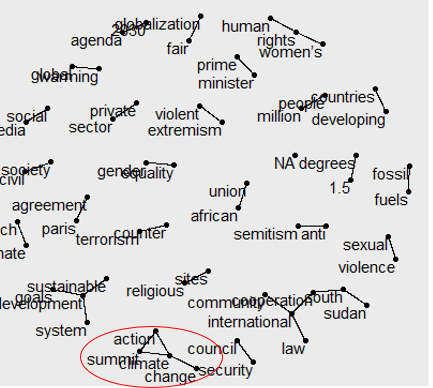 2030 globalization
agenda
fair
human
rights
women's
global
warming
prime
minister
social
edia
private
sector
violent
extremism
people
million
countries
developing
society
civil
gender
equality
NA degrees
1.5
fossil
fuels
agreement
paris
union
african
ch
nate
terrorism
counter
semitism anti
sexual
violence
sustainable
goals
development
system
sites
religious
community
cooperation
international
south
sudan
law
action
summit
climate
change
council
security